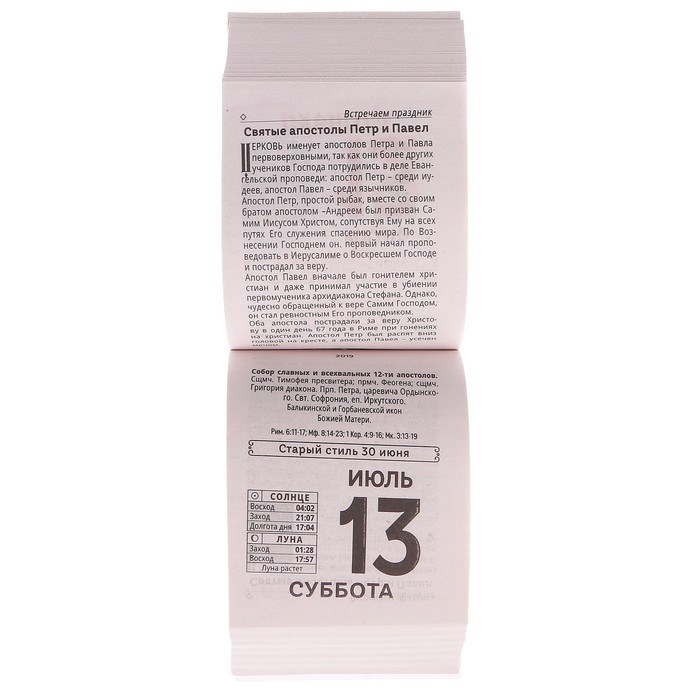 Встречаем праздник
Святые апостолы Петр и Павел
ЦЕРКОВЬ именует апостолов Петра и Павла
первоверховными, так как они более других
учеников Господа потрудились в деле Еван-
гельской проповеди: апостол Петр – среди иу-
деев, апостол Павел – среди язычников.
Апостол Петр, простой рыбак, вместе со своим
братом апостолом –Андреем был призван Са-
мим Иисусом Христом, сопутствуя Ему на всех
путях Его служения спасению мира. По Воз-
несении Господнем он. первый начал пропо-
ведовать в Иерусалиме о Воскресшем Господе
и пострадал за веру.
Апостол Павел вначале был гонителем хри-
стиан и даже принимал участие в убиении
первомученика архидиакона Стефана. Однако,
чудесно обращенный к вере Самим Господом,
он стал ревностным Его проповедником.
Оба апостола пострадали за веру Христо-
ву в один день 67 года в Риме при гонениях
на христиан. Апостол Петр был распят вниз
головой на кресте, а апостол Павел – усечен
мечом.
2019
Собор славных и всехвальных 12-ти апостолов.
Сщмч. Тимофея пресвитера; прмч. Феогена; сщмч.
Григория диакона. Прп. Петра, царевича Ордынско-
го. Свт. Софрония, еп. Иркутского.
Балыкинской и Горбаневской икон
Божией Матери.
Рим. 6:11-17; Мф. 8:14-23; 1 Кор. 4:9-16; Мк. 3:13-19
Старый стиль 30 июня
ИЮЛЬ
13
СУББОТА
СОЛНЦЕ
Восход 04:02
Заход 21:07
Долгота дня 17:04
ЛУНА
Заход 01:28
Восход 17:57
Луна растет